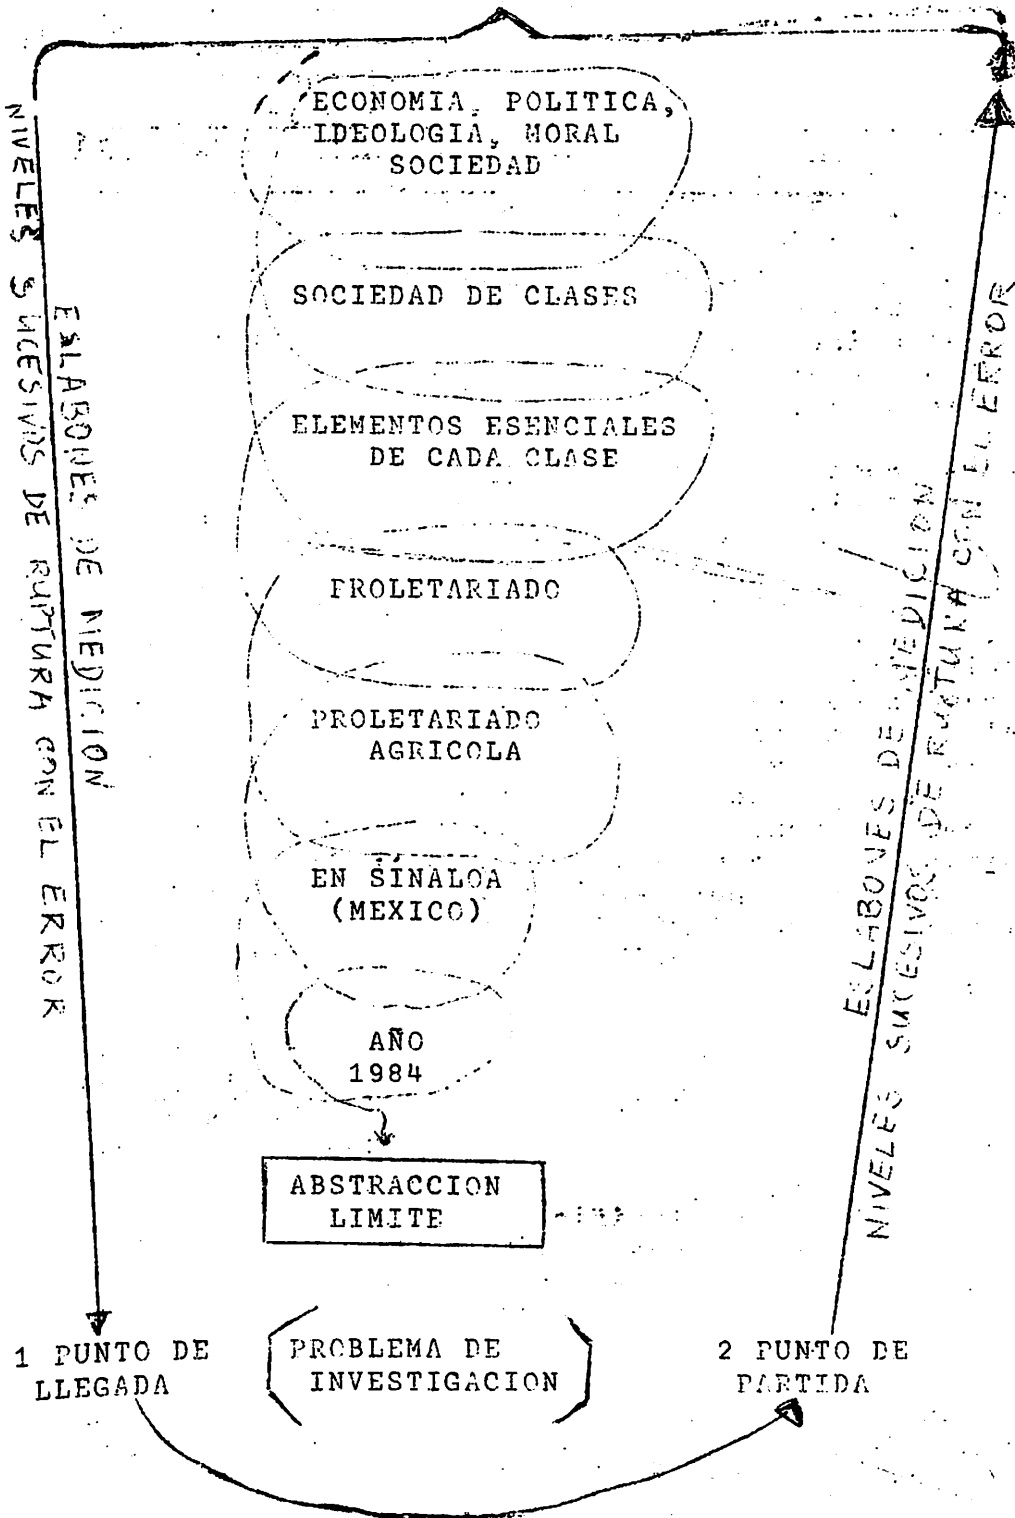 ECONOMIA, POLITICA,
IDEOLOGIA, MORAL
SOCIEDAD
SOCIEDAD DE CLASES
ELEMENTOS ESENCIALES
DE CADA CLASE
PROLETARIADO
PROLETARIADO
AGRICOLA
EN SINALOA
(MEXICO)
AÑO
1984
ABSTRACCION
LIMITE
1 PUNTO DE
LLEGADA
PROBLEMA DE
INVESTIGACION
2 PUNTO DE
PARTIDA
NIVELES SUCESIVOS DE RUPTURA CON EL ERROR
ESLABONES DE MEDICION
ESLABONES DE MEDICION
NIVELES SUCESIVOS DE RUPTURA CON EL ERROR